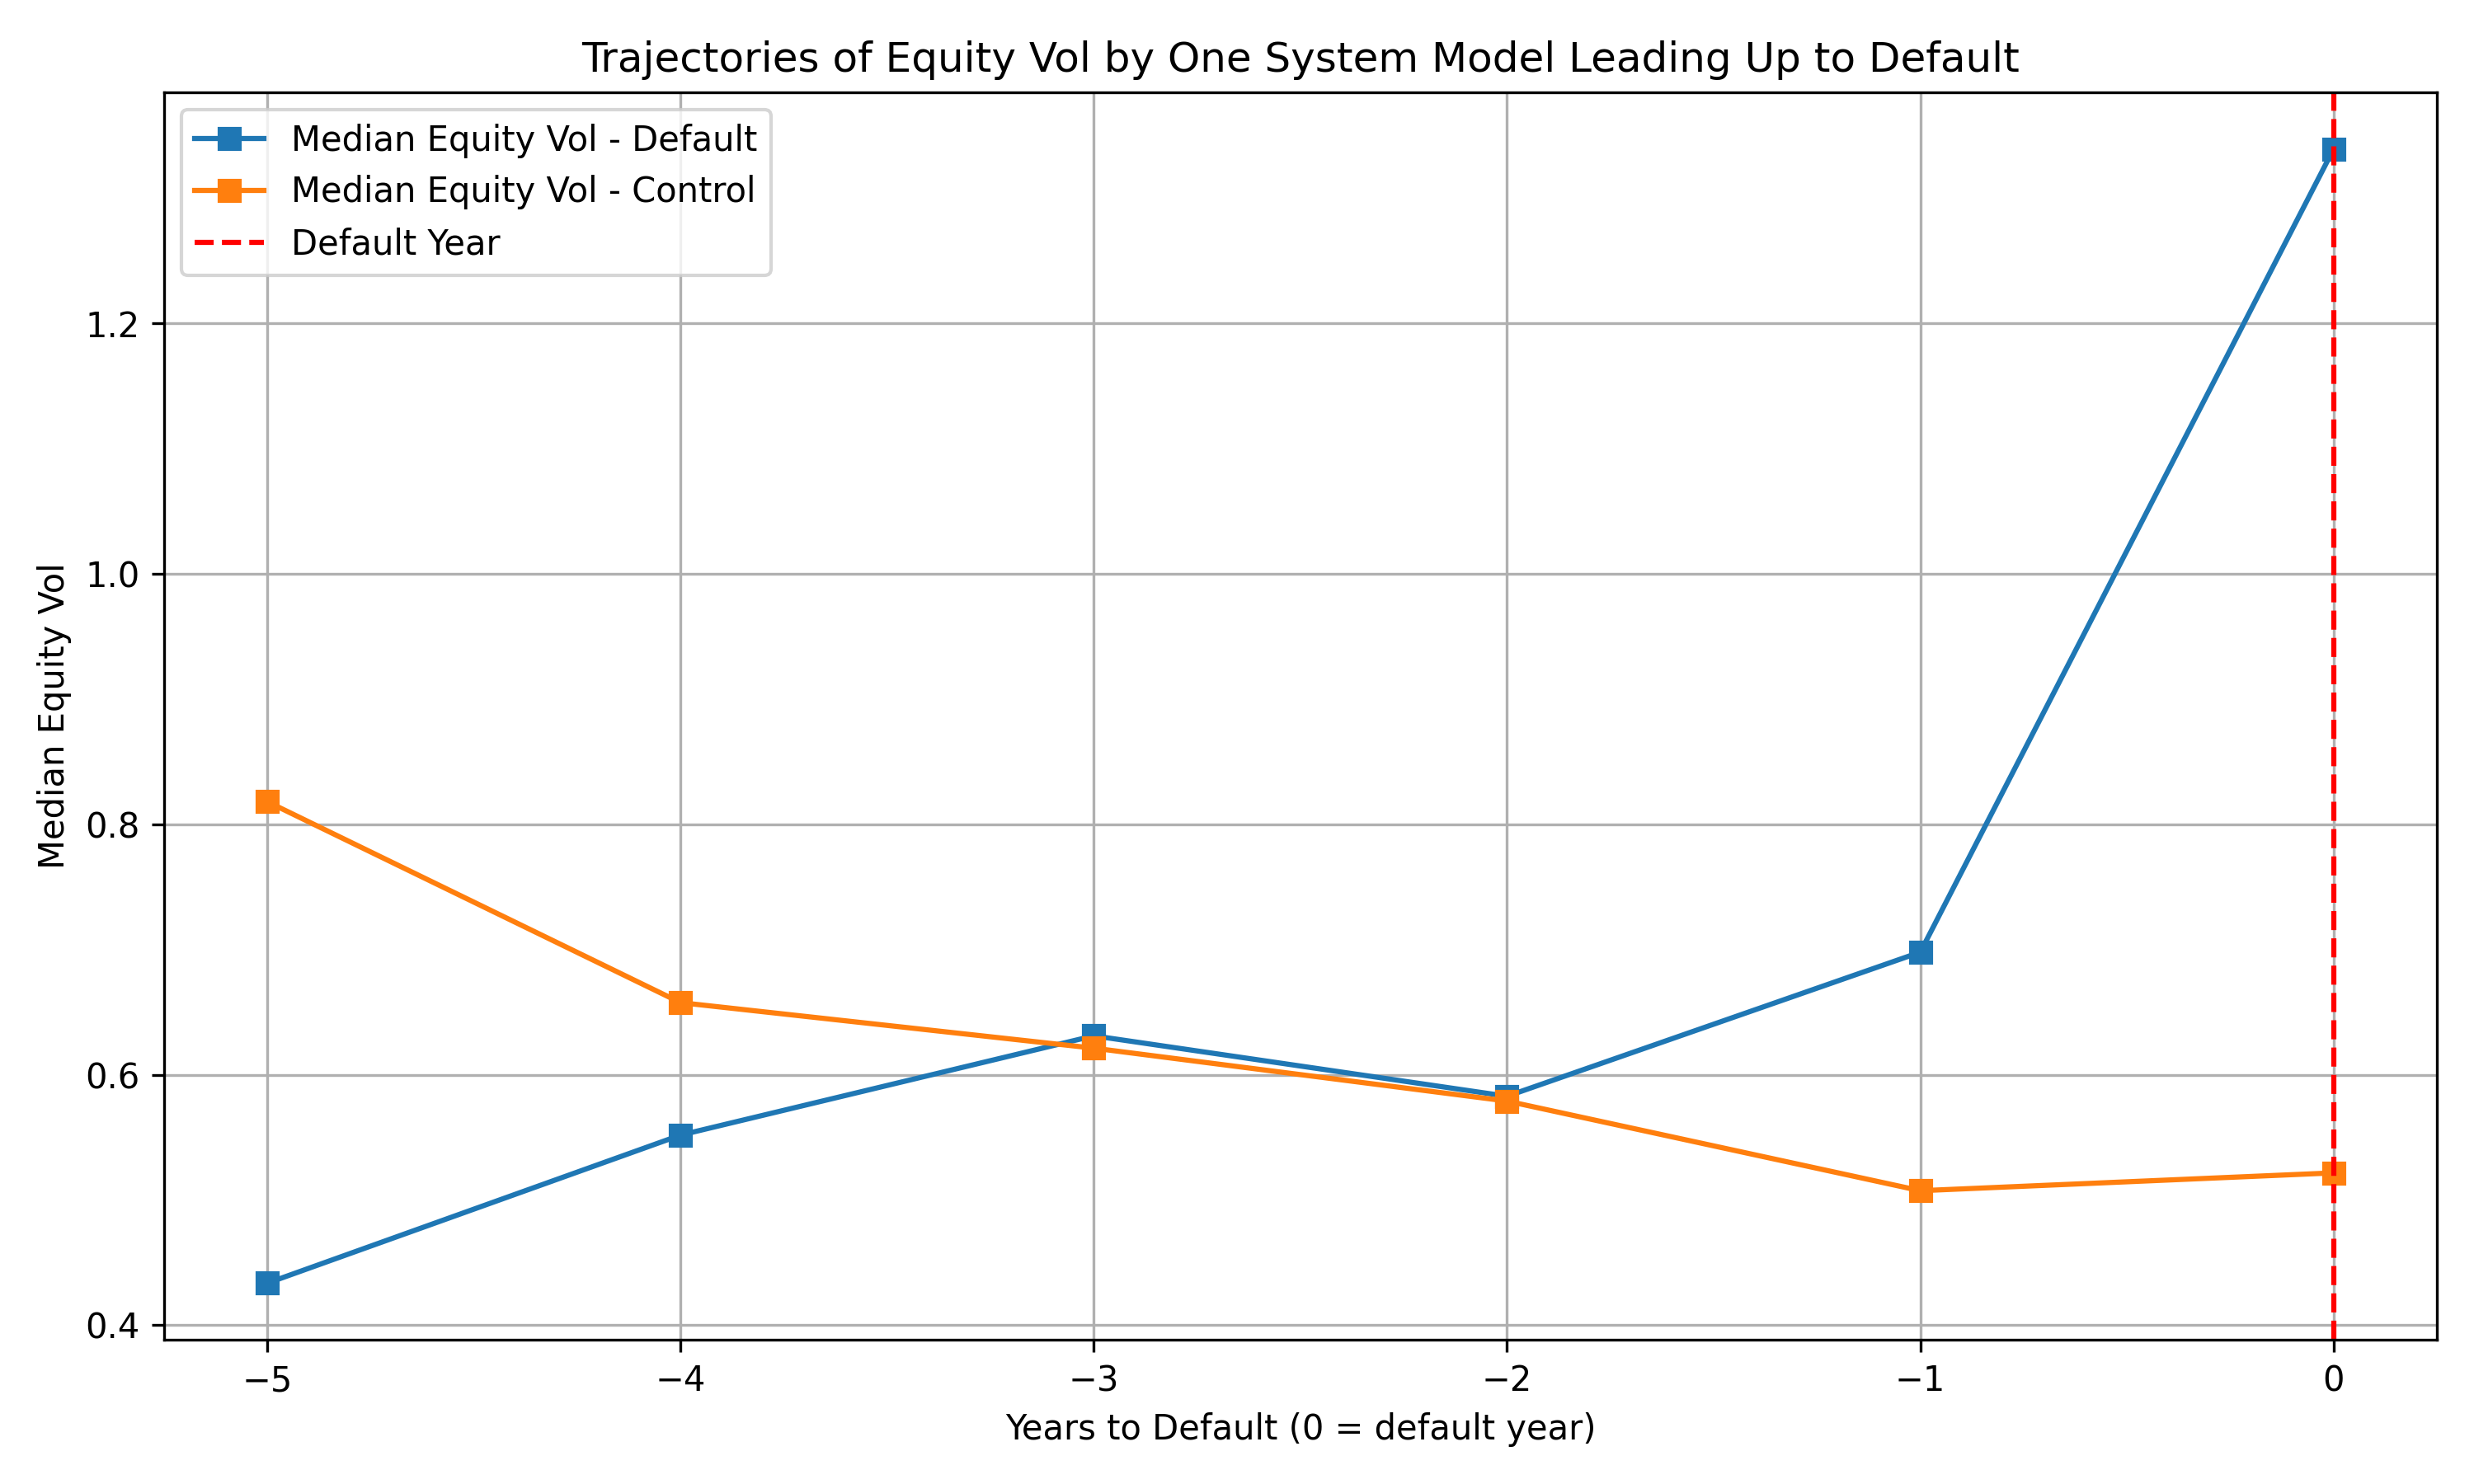 Trajectories of Equity Vol by One System Model Leading Up to Default
Median Equity Vol - Default
Median Equity Vol - Control
Default Year
Median Equity Vol
1.2
1.0
0.8
0.6
0.4
−5
−4
−3
−2
−1
0
Years to Default (0 = default year)